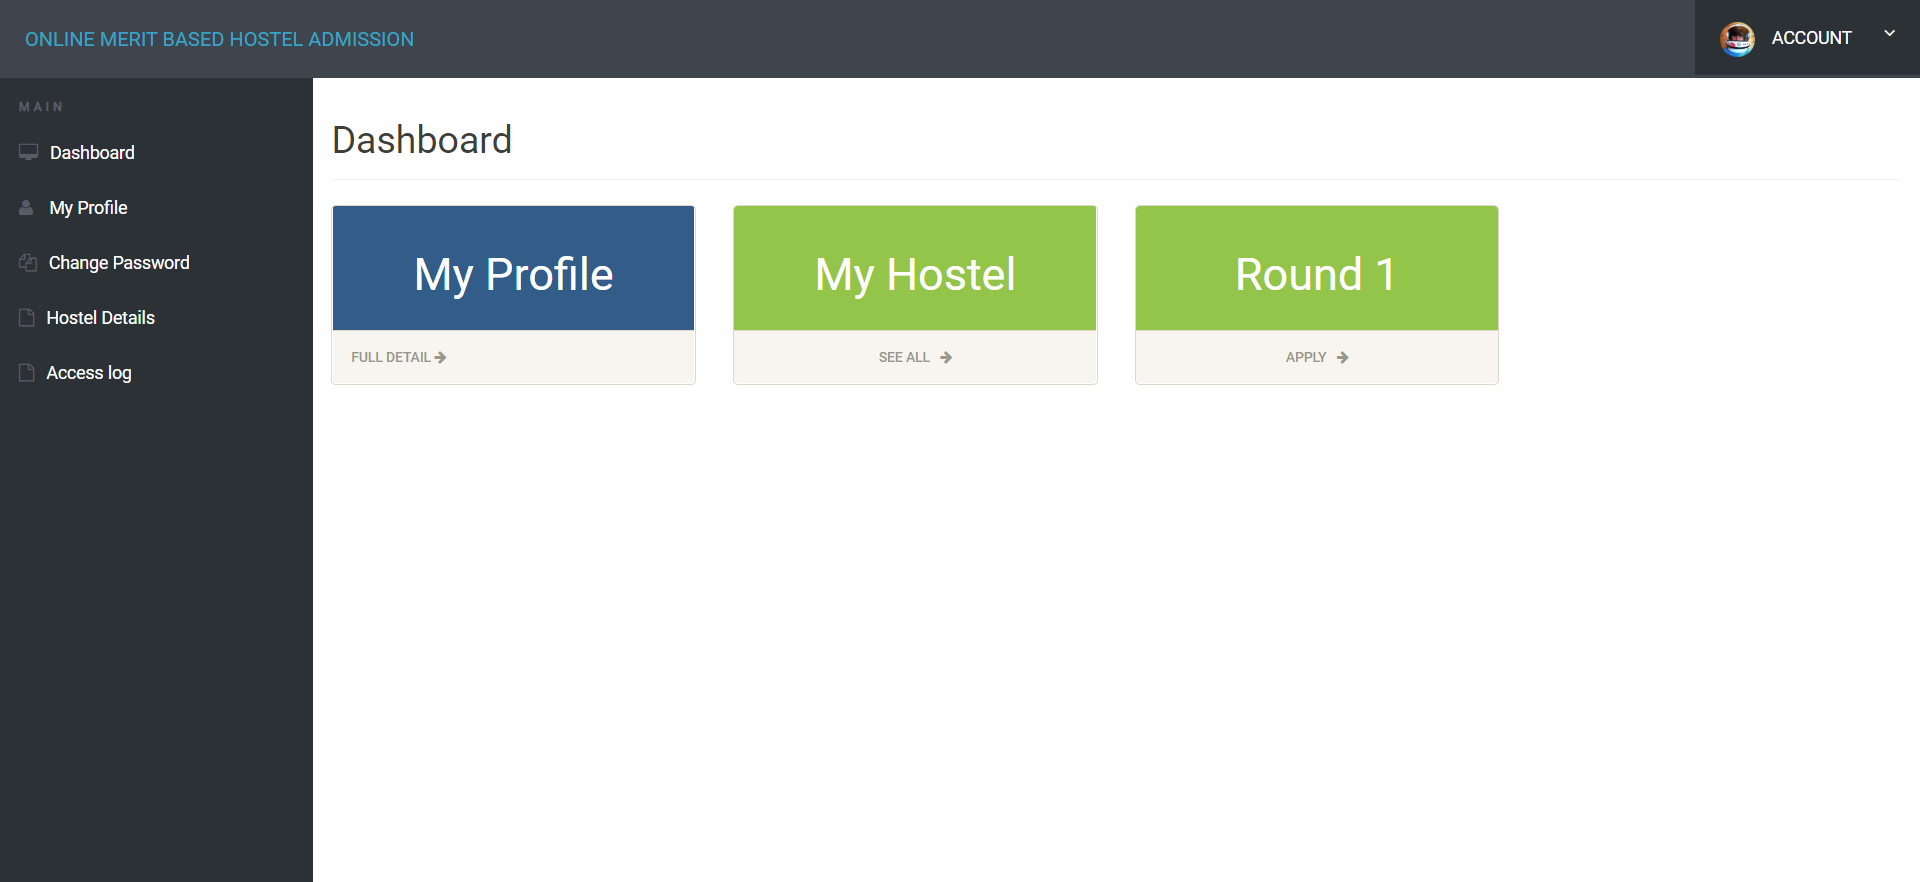 ONLINE MERIT BASED HOSTEL ADMISSION
ACCOUNT
MAIN
Dashboard
My Profile
Change Password
Hostel Details
Access log
Dashboard
My Profile
FULL DETAIL
My Hostel
SEE ALL
Round 1
APPLY